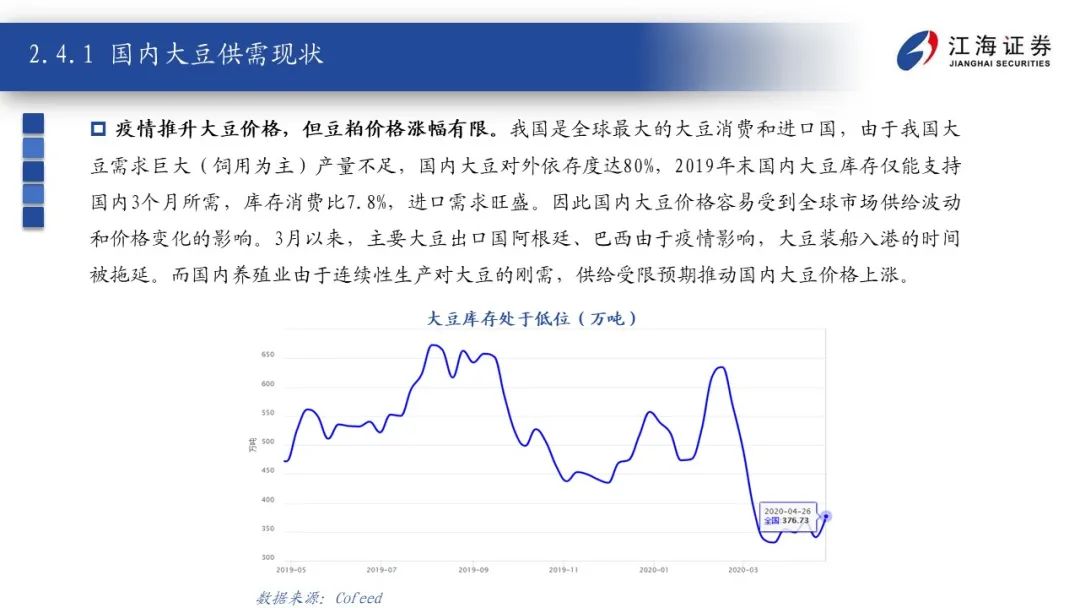 2.4.1 国内大豆供需现状
江海证券
JIANGHAI SECURITIES
疫情推升大豆价格，但豆粕价格涨幅有限。我国是全球最大的大豆消费和进口国，由于我国大
豆需求巨大（饲用为主）产量不足，国内大豆对外依存度达80%，2019年末国内大豆库存仅能支持
国内3个月所需，库存消费比7.8%，进口需求旺盛。因此国内大豆价格容易受到全球市场供给波动
和价格变化的影响。3月以来，主要大豆出口国阿根廷、巴西由于疫情影响，大豆装船入港的时间
被拖延。而国内养殖业由于连续性生产对大豆的刚需，供给受限预期推动国内大豆价格上涨。
大豆库存处于低位（万吨）
650
600
550
500
万吨
450
400
350
300
2020-04-26
全国 376.73
2019-05
2019-07
2019-09
2019-11
2020-01
2020-03
数据来源：Cofeed